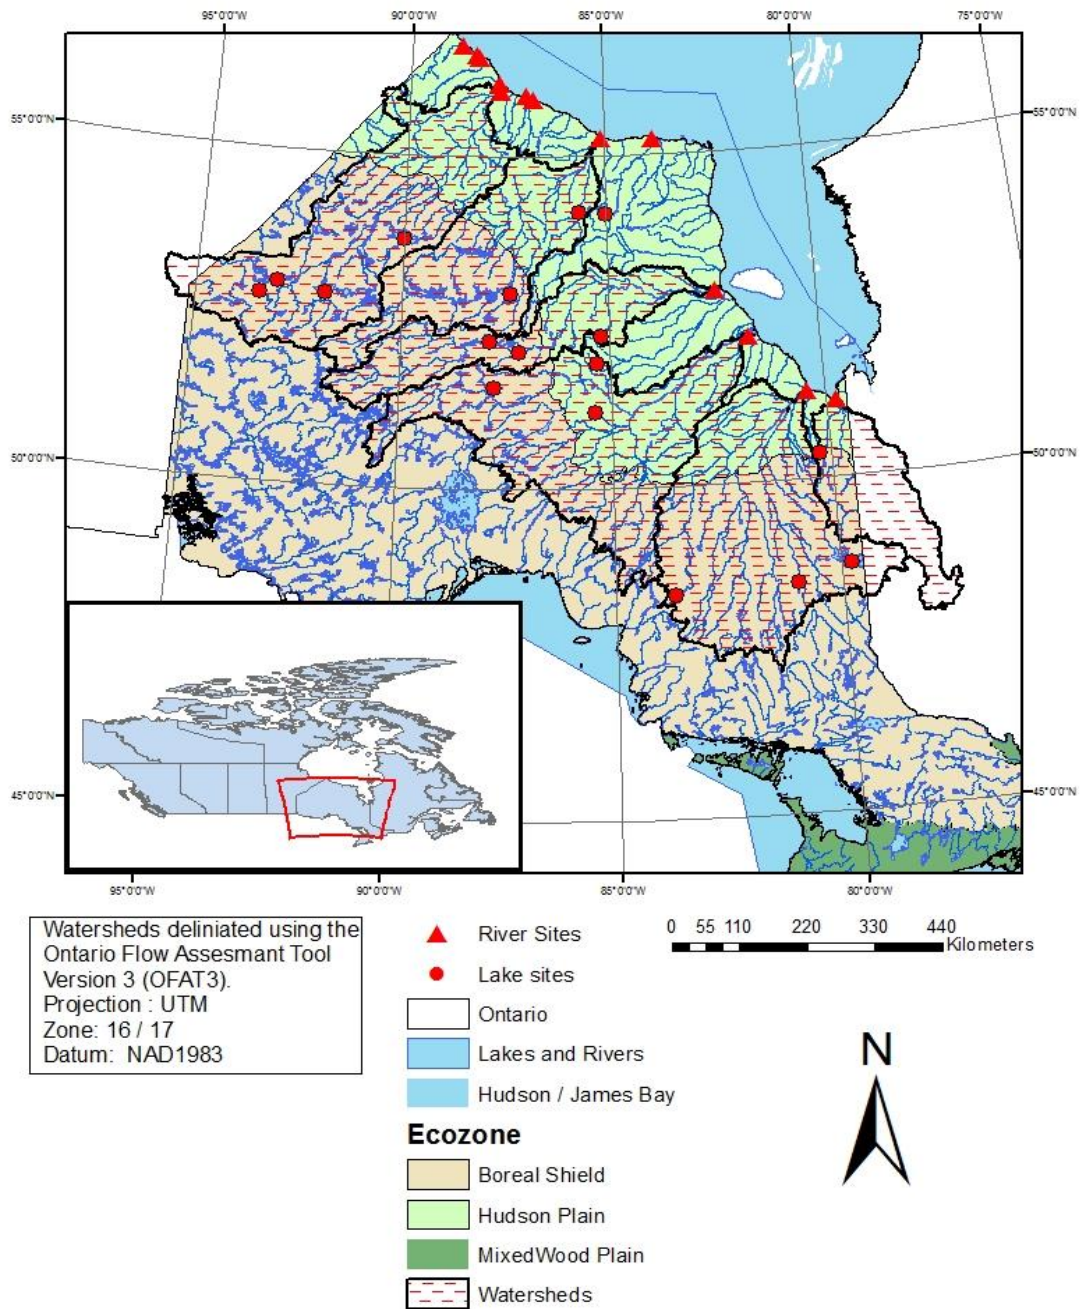 95°0'0"W 90°0'0"W 85°0'0"W 80°0'0"W 75°0'0"W
55°0'0"N 55°0'0"N
50°0'0"N 50°0'0"N
45°0'0"N 45°0'0"N
95°0'0"W 90°0'0"W 85°0'0"W 80°0'0"W
Watersheds deliniated using the
Ontario Flow Assesmant Tool
Version 3 (OFAT3).
Projection : UTM
Zone: 16 / 17
Datum: NAD1983
River Sites
Lake sites
Ontario
Lakes and Rivers
Hudson / James Bay
Ecozone
Boreal Shield
Hudson Plain
MixedWood Plain
Watersheds
0 55 110 220 330 440
Kilometers
N